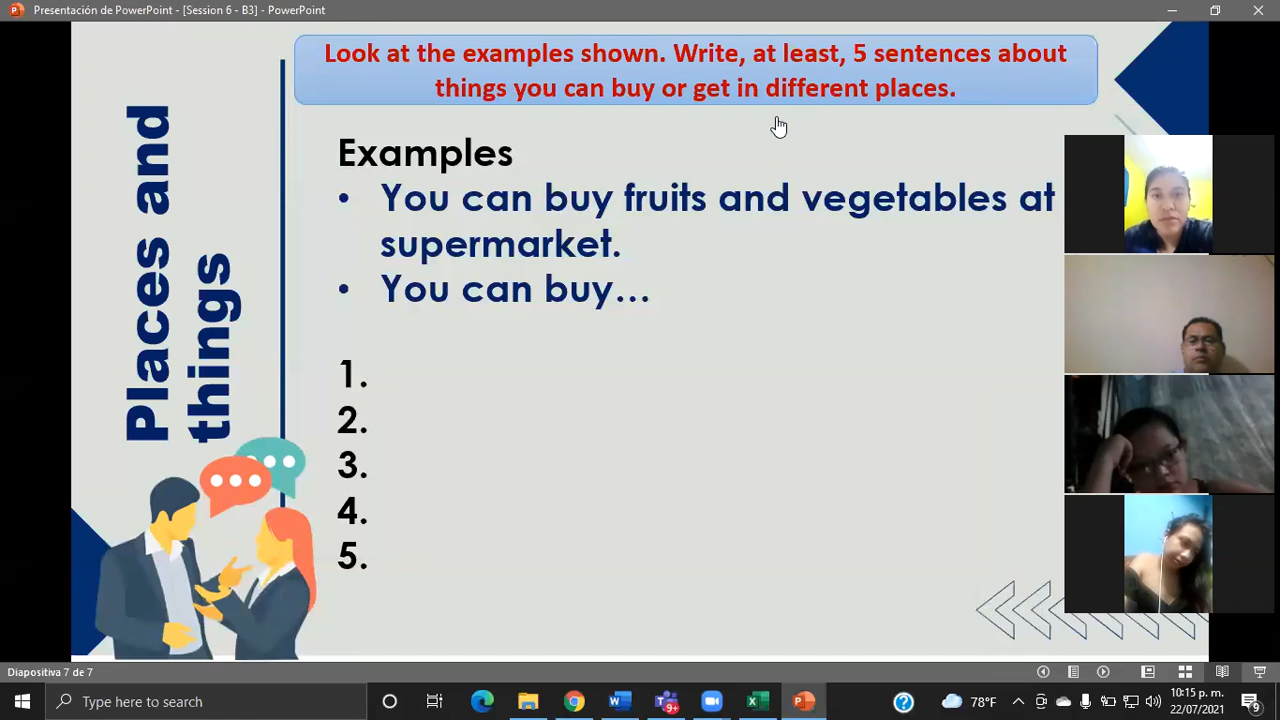 Presentación de PowerPoint - [Session 6 - B3] - PowerPoint
Look at the examples shown. Write, at least, 5 sentences about
things you can buy or get in different places.
Places and
things
Examples
• You can buy fruits and vegetables at
supermarket.
• You can buy...
1.
2.
3.
4.
5.
Diapositiva 7 de 7
Type here to search
9+
78°F
10:15 p. m.
22/07/2021
9